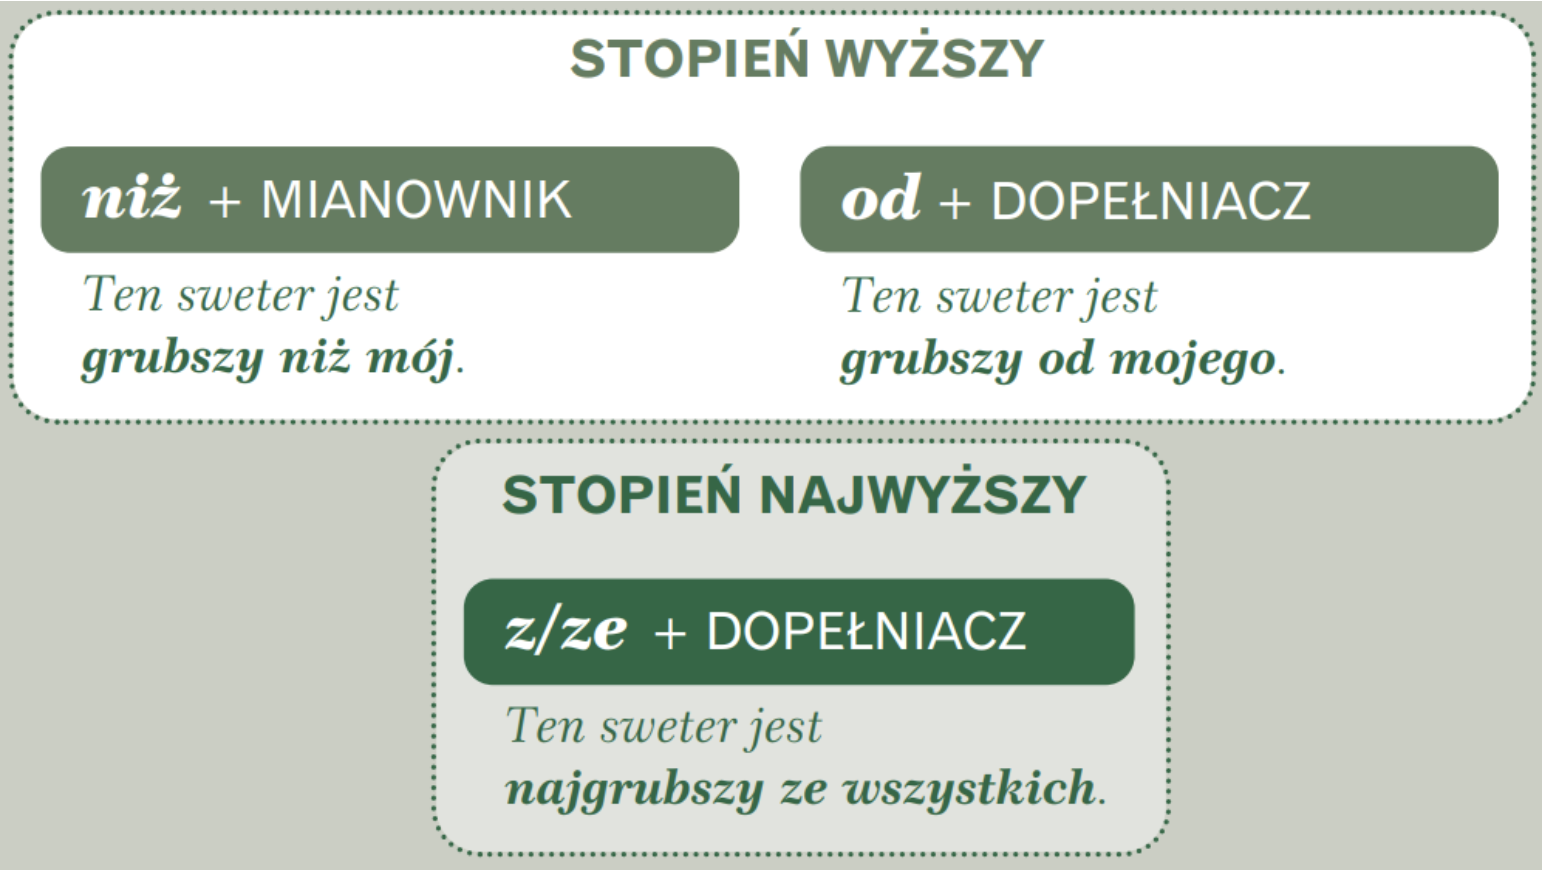 STOPIEŃ WYŻSZY
niż + MIANOWNIK
Ten sweter jest
grubszy niż mój.
od + DOPEŁNIACZ
Ten sweter jest
grubszy od mojego.
STOPIEŃ NAJWYŻSZY
z/ze + DOPEŁNIACZ
Ten sweter jest
najgrubszy ze wszystkich.